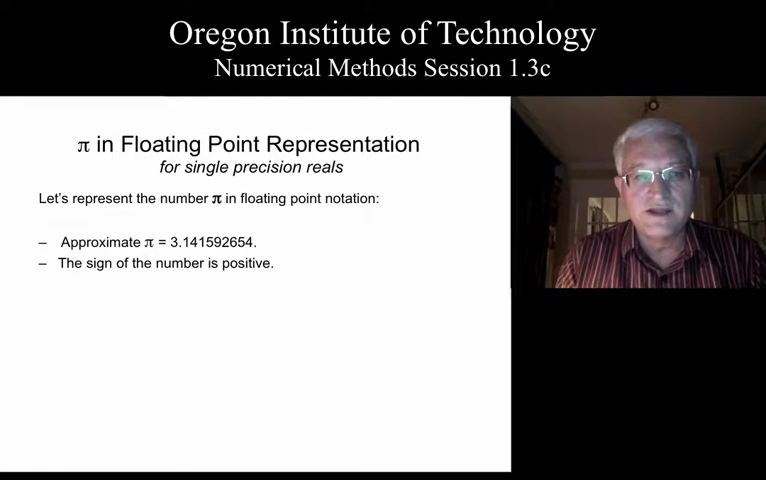 Oregon Institute of Technology
Numerical Methods Session 1.3c
π in Floating Point Representation
for single precision reals
Let's represent the number π in floating point notation:
– Approximate π = 3.141592654.
– The sign of the number is positive.